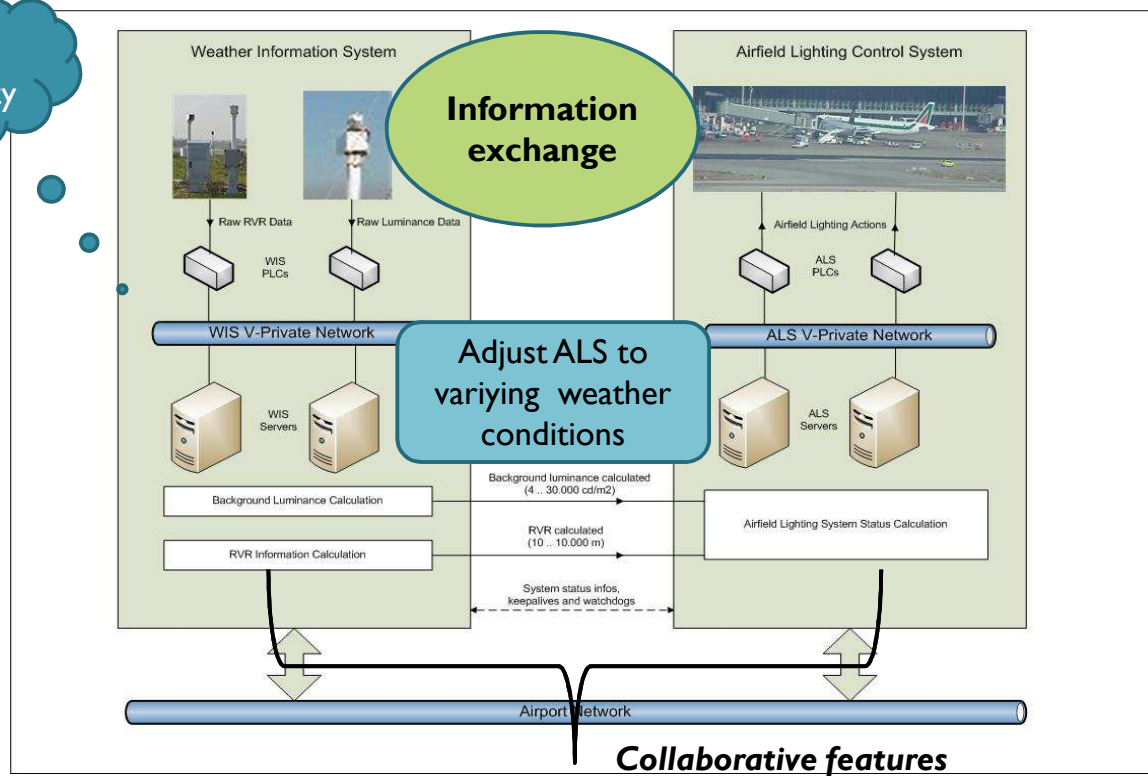 Weather Information System
Airfield Lighting Control System
Information
exchange
Raw RVR Data
Raw Luminance Data
Airfield Lighting Actions
WIS
PLCs
ALS
PLCs
WIS V-Private Network
ALS V-Private Network
Adjust ALS to
variying weather
conditions
WIS
Servers
ALS
Servers
Background Luminance Calculation
Background luminance calculated
(4 .. 30.000 cd/m2)
Airfield Lighting System Status Calculation
RVR Information Calculation
RVR calculated
(10 .. 10.000 m)
System status infos,
keepalives and watchdogs
Airport Network
Collaborative features